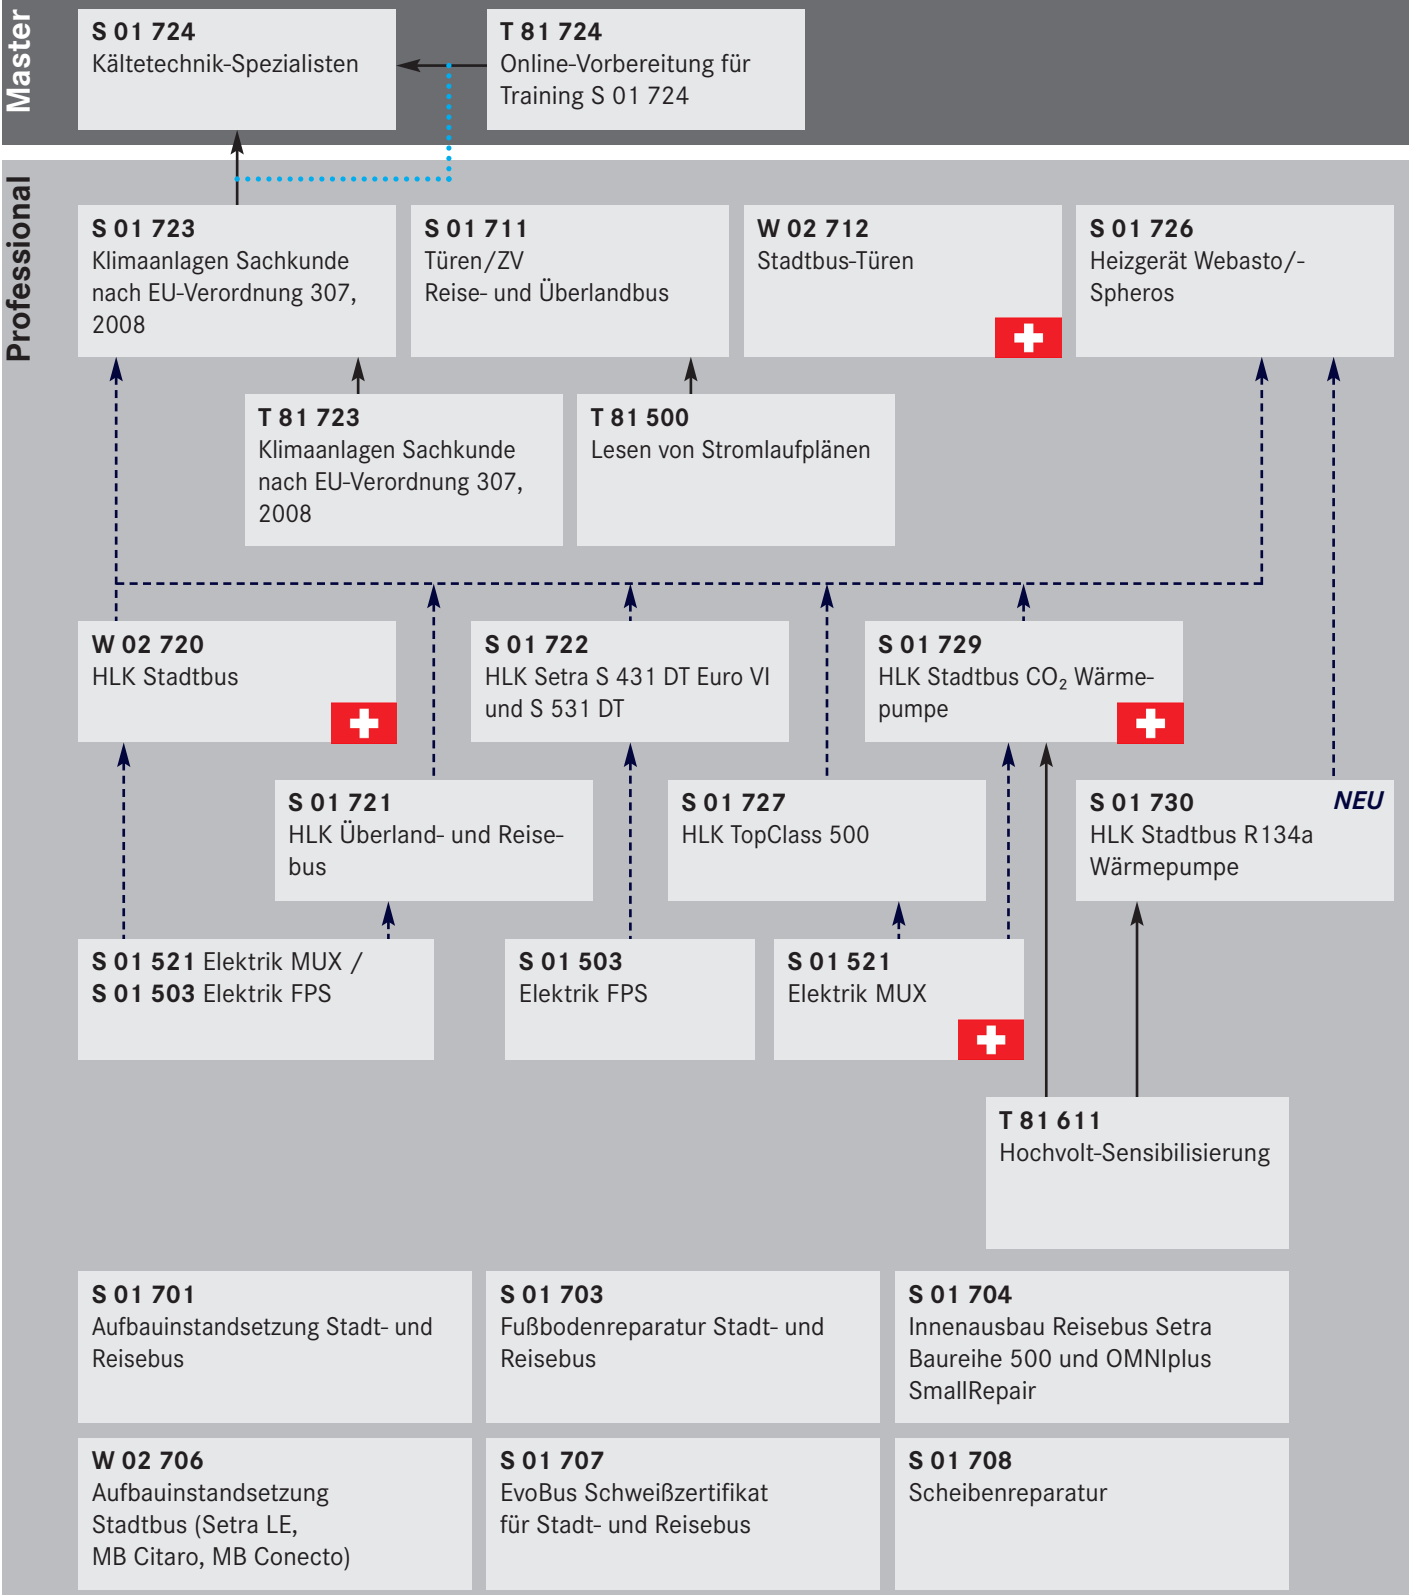 Master
S 01 724
Kältetechnik-Spezialisten
T 81 724
Online-Vorbereitung für
Training S 01 724
Professional
S 01 723
Klimaanlagen Sachkunde
nach EU-Verordnung 307,
2008
S 01 711
Türen/ZV
Reise- und Überlandbus
W 02 712
Stadtbus-Türen
S 01 726
Heizgerät Webasto/-
Spheros
T 81 723
Klimaanlagen Sachkunde
nach EU-Verordnung 307,
2008
T 81 500
Lesen von Stromlaufplänen
W 02 720
HLK Stadtbus
S 01 722
HLK Setra S 431 DT Euro VI
und S 531 DT
S 01 729
HLK Stadtbus CO₂ Wärme-
pumpe
S 01 721
HLK Überland- und Reise-
bus
S 01 727
HLK TopClass 500
S 01 730 NEU
HLK Stadtbus R134a
Wärmepumpe
S 01 521 Elektrik MUX /
S 01 503 Elektrik FPS
S 01 503
Elektrik FPS
S 01 521
Elektrik MUX
T 81 611
Hochvolt-Sensibilisierung
S 01 701
Aufbauinstandsetzung Stadt- und
Reisebus
S 01 703
Fußbodenreparatur Stadt- und
Reisebus
S 01 704
Innenausbau Reisebus Setra
Baureihe 500 und OMNIplus
SmallRepair
W 02 706
Aufbauinstandsetzung
Stadtbus (Setra LE,
MB Citaro, MB Conecto)
S 01 707
EvoBus Schweißzertifikat
für Stadt- und Reisebus
S 01 708
Scheibenreparatur